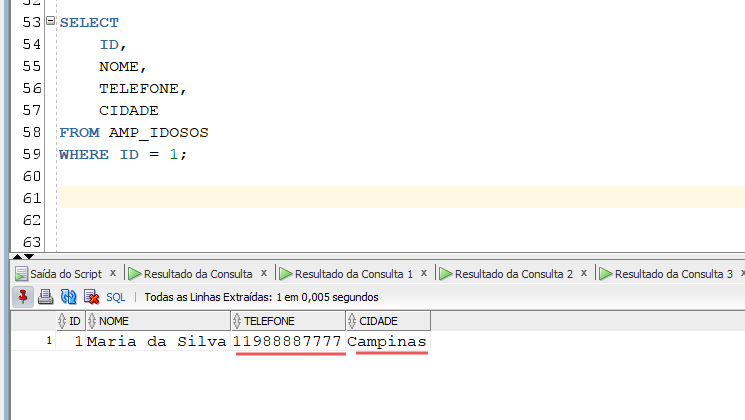 52
53 SELECT
54 ID,
55 NOME,
56 TELEFONE,
57 CIDADE
58 FROM AMP_IDOSOS
59 WHERE ID = 1;
60
61
62
63
Saída do Script x Resultado da Consulta x Resultado da Consulta 1 x Resultado da Consulta 2 x Resultado da Consulta 3 x
SQL | Todas as Linhas Extraídas: 1 em 0,005 segundos
ID NOME TELEFONE CIDADE
1 1 Maria da Silva 11988887777 Campinas